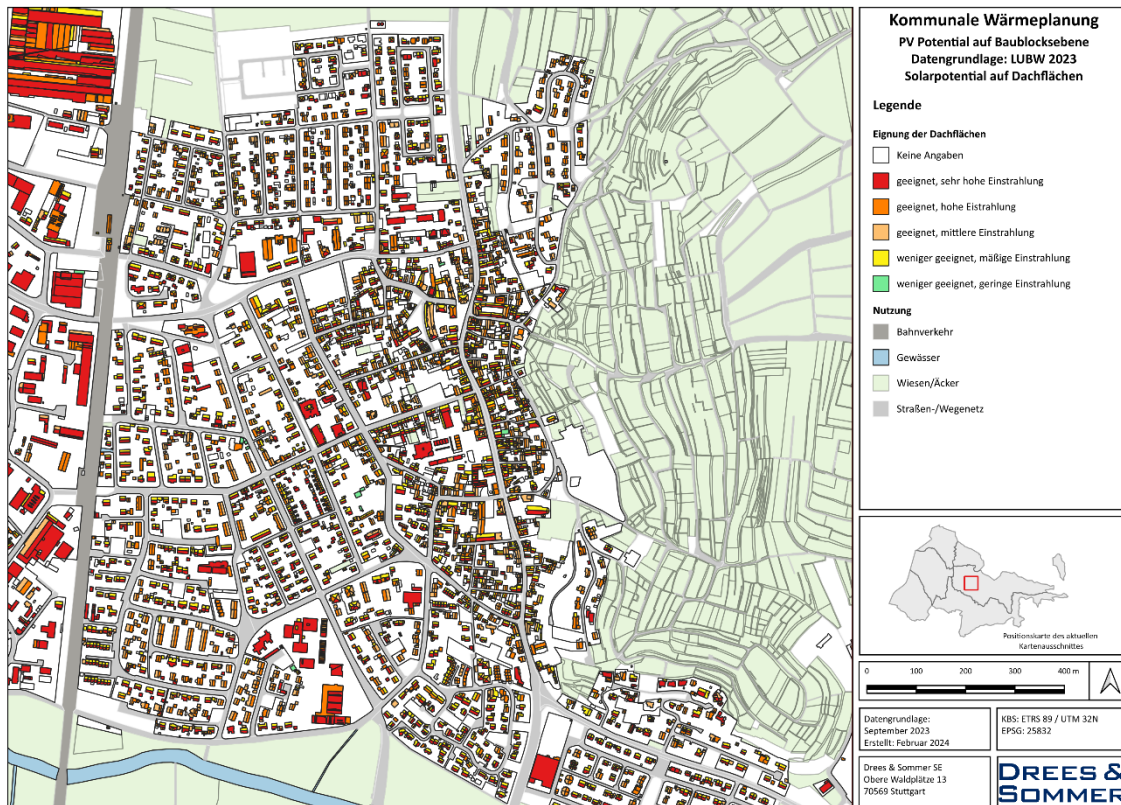 Kommunale Wärmeplanung
PV Potential auf Baublocksebene
Datengrundlage: LUBW 2023
Solarpotential auf Dachflächen
Legende
Eignung der Dachflächen
Keine Angaben
geeignet, sehr hohe Einstrahlung
geeignet, hohe Eistrahlung
geeignet, mittlere Einstrahlung
weniger geeignet, mäßige Einstrahlung
weniger geeignet, geringe Einstrahlung
Nutzung
Bahnverkehr
Gewässer
Wiesen/Äcker
Straßen-/Wegenetz
Positionskarte des aktuellen
Kartenausschnittes
0 100 200 300 400 m
Datengrundlage:
September 2023
Erstellt: Februar 2024
KBS: ETRS 89 / UTM 32N
EPSG: 25832
Drees & Sommer SE
Obere Waldplätze 13
70569 Stuttgart
DREES &
SOMMER